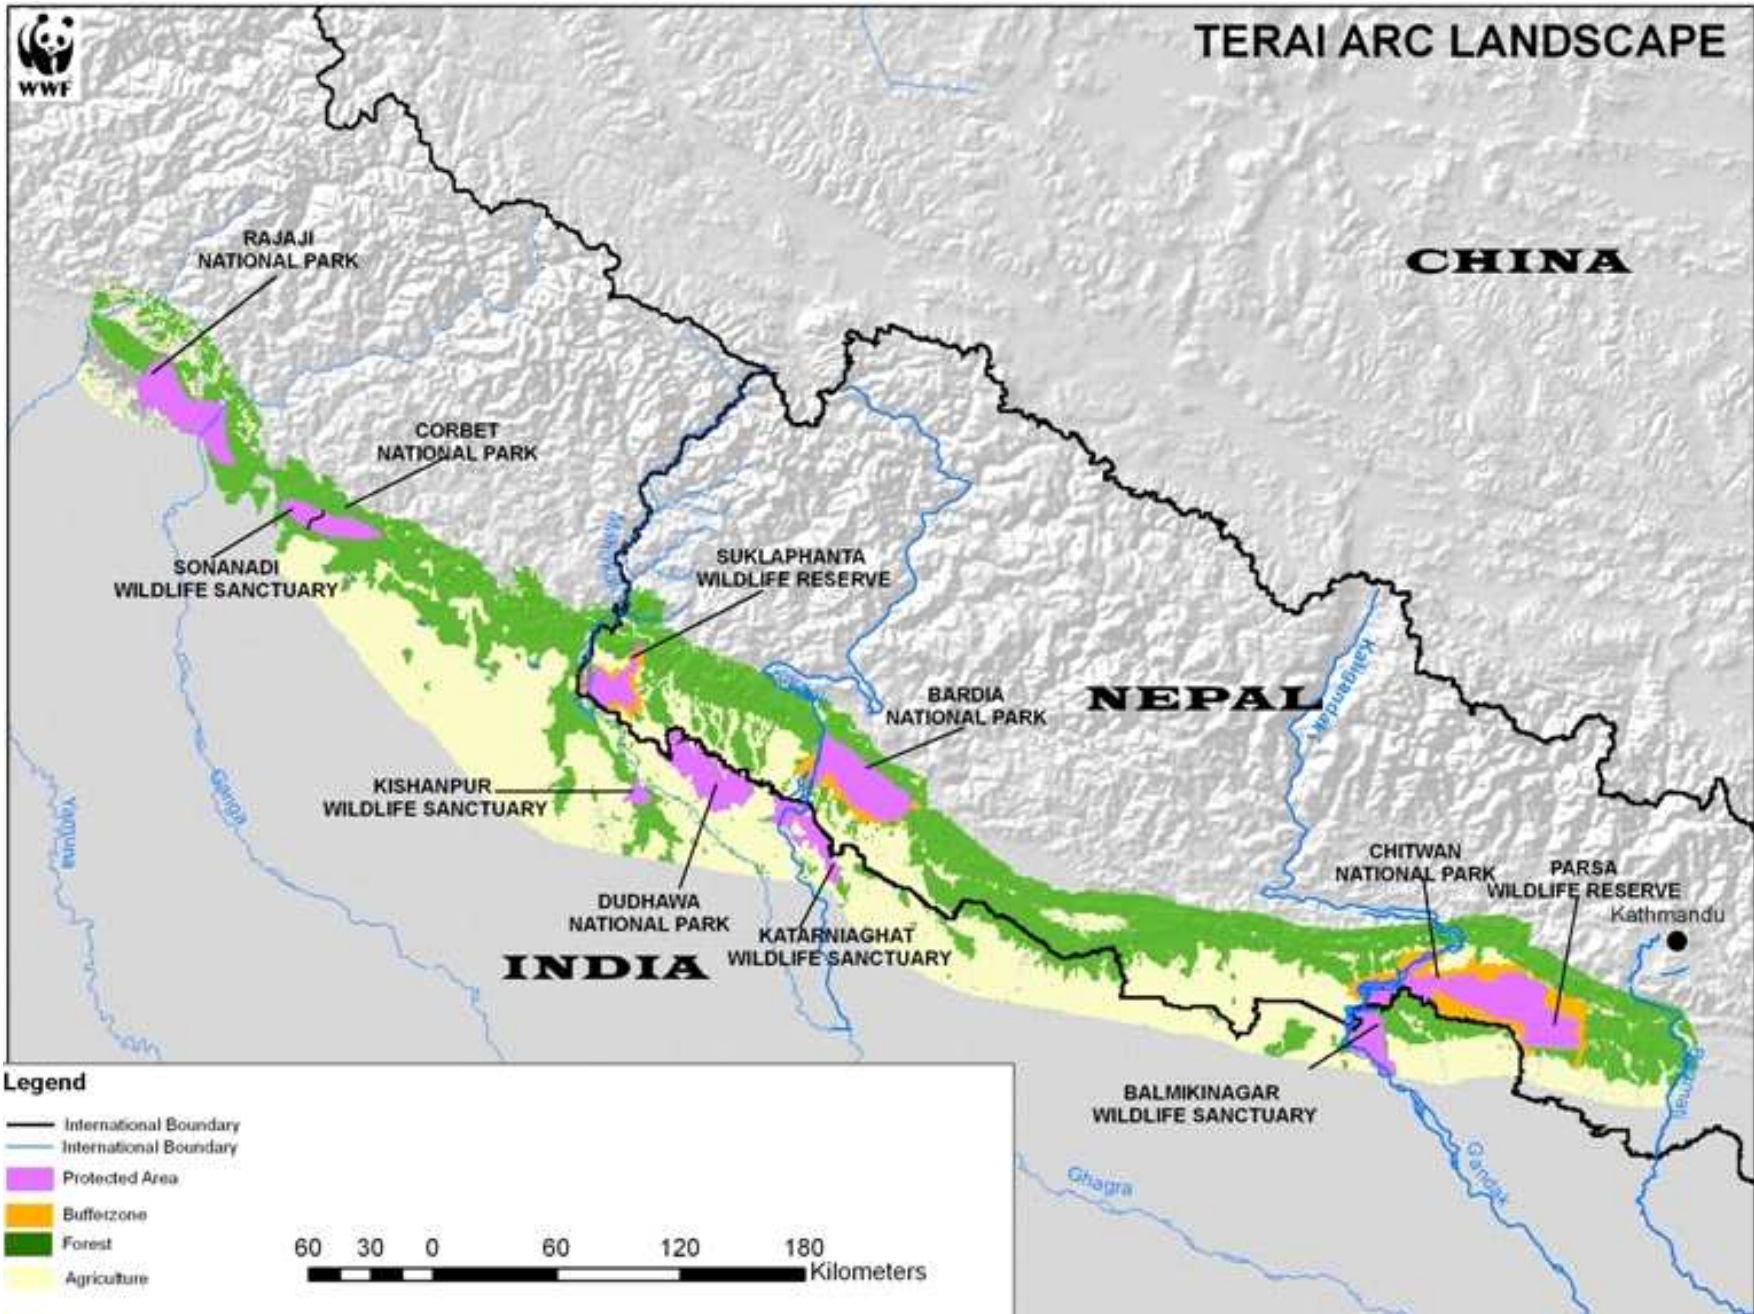 WWF
TERAI ARC LANDSCAPE
CHINA
RAJAJI
NATIONAL PARK
CORBET
NATIONAL PARK
SONANADI
WILDLIFE SANCTUARY
SUKLAPHANTA
WILDLIFE RESERVE
BARDIA
NATIONAL PARK
NEPAL
Kaligandaki
KISHANPUR
WILDLIFE SANCTUARY
Ganga
CHITWAN
NATIONAL PARK
PARSA
WILDLIFE RESERVE
Kathmandu
DUDHAWA
NATIONAL PARK
KATARNIAGHAT
WILDLIFE SANCTUARY
INDIA
BALMIKINAGAR
WILDLIFE SANCTUARY
Gandak
Ghagra
Legend
International Boundary
International Boundary
Protected Area
Bufferzone
Forest
Agriculture
60 30 0 60 120 180
Kilometers